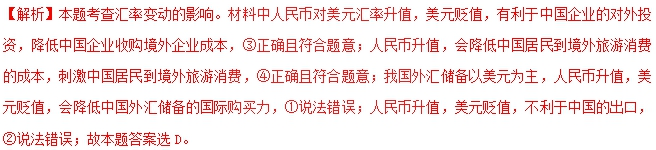 【解析】本题考查汇率变动的影响。材料中人民币对美元汇率升值，美元贬值，有利于中国企业的对外投
资，降低中国企业收购境外企业成本，③正确且符合题意；人民币升值，会降低中国居民到境外旅游消费
的成本，刺激中国居民到境外旅游消费，④正确且符合题意；我国外汇储备以美元为主，人民币升值，美
元贬值，会降低中国外汇储备的国际购买力，①说法错误；人民币升值，美元贬值，不利于中国的出口，
②说法错误；故本题答案选 D。